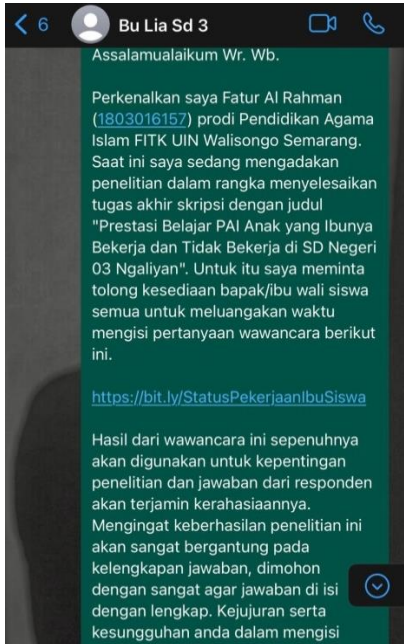 6
Bu Lia Sd 3
Assalamualaikum Wr. Wb.
Perkenalkan saya Fatur Al Rahman
(1803016157) prodi Pendidikan Agama
Islam FITK UIN Walisongo Semarang.
Saat ini saya sedang mengadakan
penelitian dalam rangka menyelesaikan
tugas akhir skripsi dengan judul
"Prestasi Belajar PAI Anak yang Ibunya
Bekerja dan Tidak Bekerja di SD Negeri
03 Ngaliyan". Untuk itu saya meminta
tolong kesediaan bapak/ibu wali siswa
semua untuk meluangakan waktu
mengisi pertanyaan wawancara berikut
ini.
https://bit.ly/StatusPekerjaanIbuSiswa
Hasil dari wawancara ini sepenuhnya
akan digunakan untuk kepentingan
penelitian dan jawaban dari responden
akan terjamin kerahasiaannya.
Mengingat keberhasilan penelitian ini
akan sangat bergantung pada
kelengkapan jawaban, dimohon
dengan sangat agar jawaban di isi
dengan lengkap. Kejujuran serta
kesungguhan anda dalam mengisi